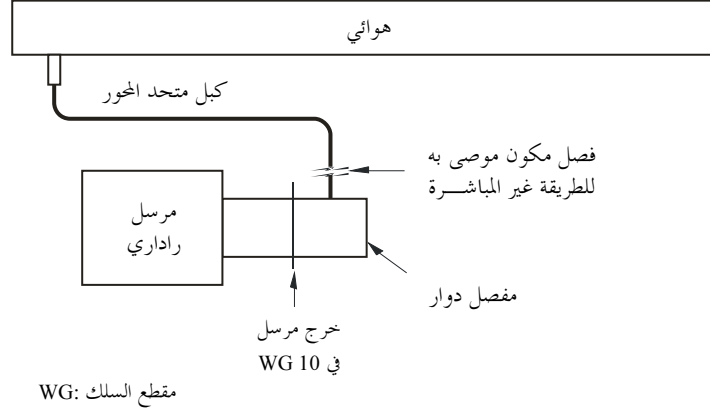 هوائي
كبل متحد المحور
فصل مكون موصى به
للطريقة غير المباشرة
مرسل
راداري
مفصل دوار
خرج مرسل
في WG 10
WG: مقطع السلك